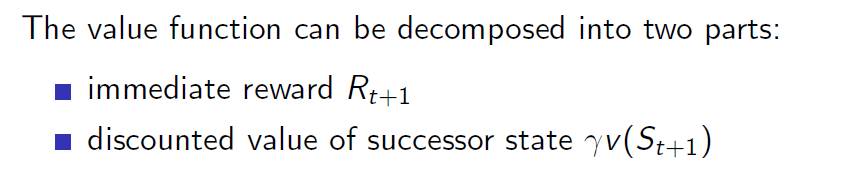 The value function can be decomposed into two parts:
immediate reward R_{t+1}
discounted value of successor state γv(S_{t+1})